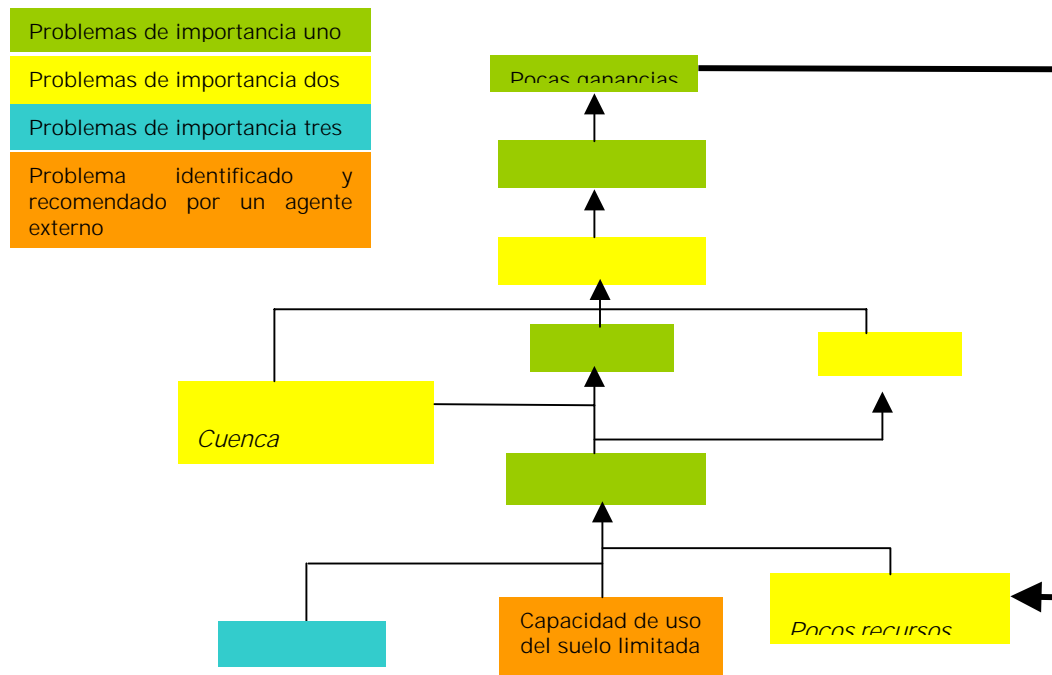 Problemas de importancia uno
Problemas de importancia dos
Problemas de importancia tres
Problema identificado y
recomendado por un agente
externo
Pocas ganancias
Cuenca
Capacidad de uso
del suelo limitada
Pocos recursos